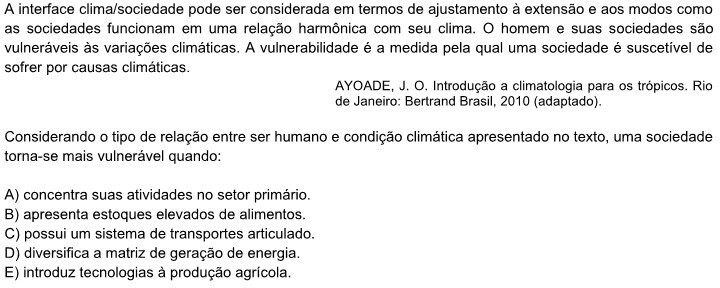 A interface clima/sociedade pode ser considerada em termos de ajustamento à extensão e aos modos como
as sociedades funcionam em uma relação harmônica com seu clima. O homem e suas sociedades são
vulneráveis às variações climáticas. A vulnerabilidade é a medida pela qual uma sociedade é suscetível de
sofrer por causas climáticas.
AYOADE, J. O. Introdução a climatologia para os trópicos. Rio
de Janeiro: Bertrand Brasil, 2010 (adaptado).
Considerando o tipo de relação entre ser humano e condição climática apresentado no texto, uma sociedade
torna-se mais vulnerável quando:
A) concentra suas atividades no setor primário.
B) apresenta estoques elevados de alimentos.
C) possui um sistema de transportes articulado.
D) diversifica a matriz de geração de energia.
E) introduz tecnologias à produção agrícola.